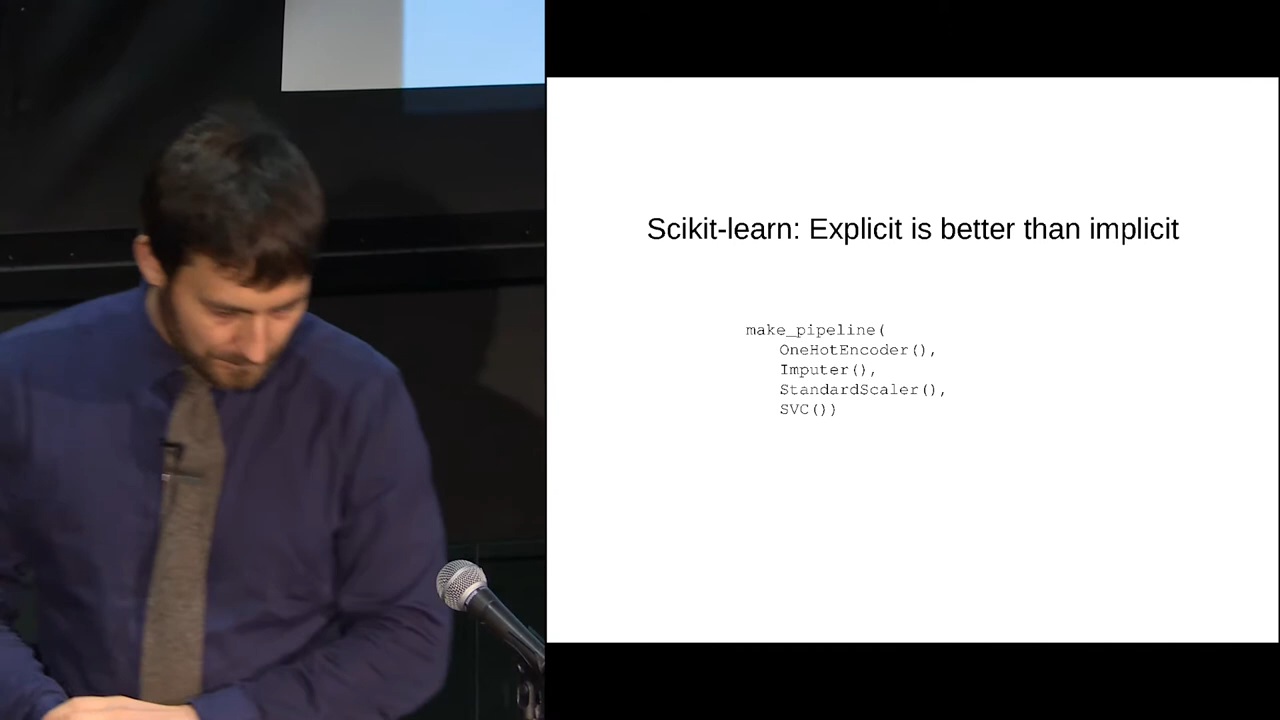 Scikit-learn: Explicit is better than implicit
make_pipeline(
OneHotEncoder(),
Imputer(),
StandardScaler(),
SVC())